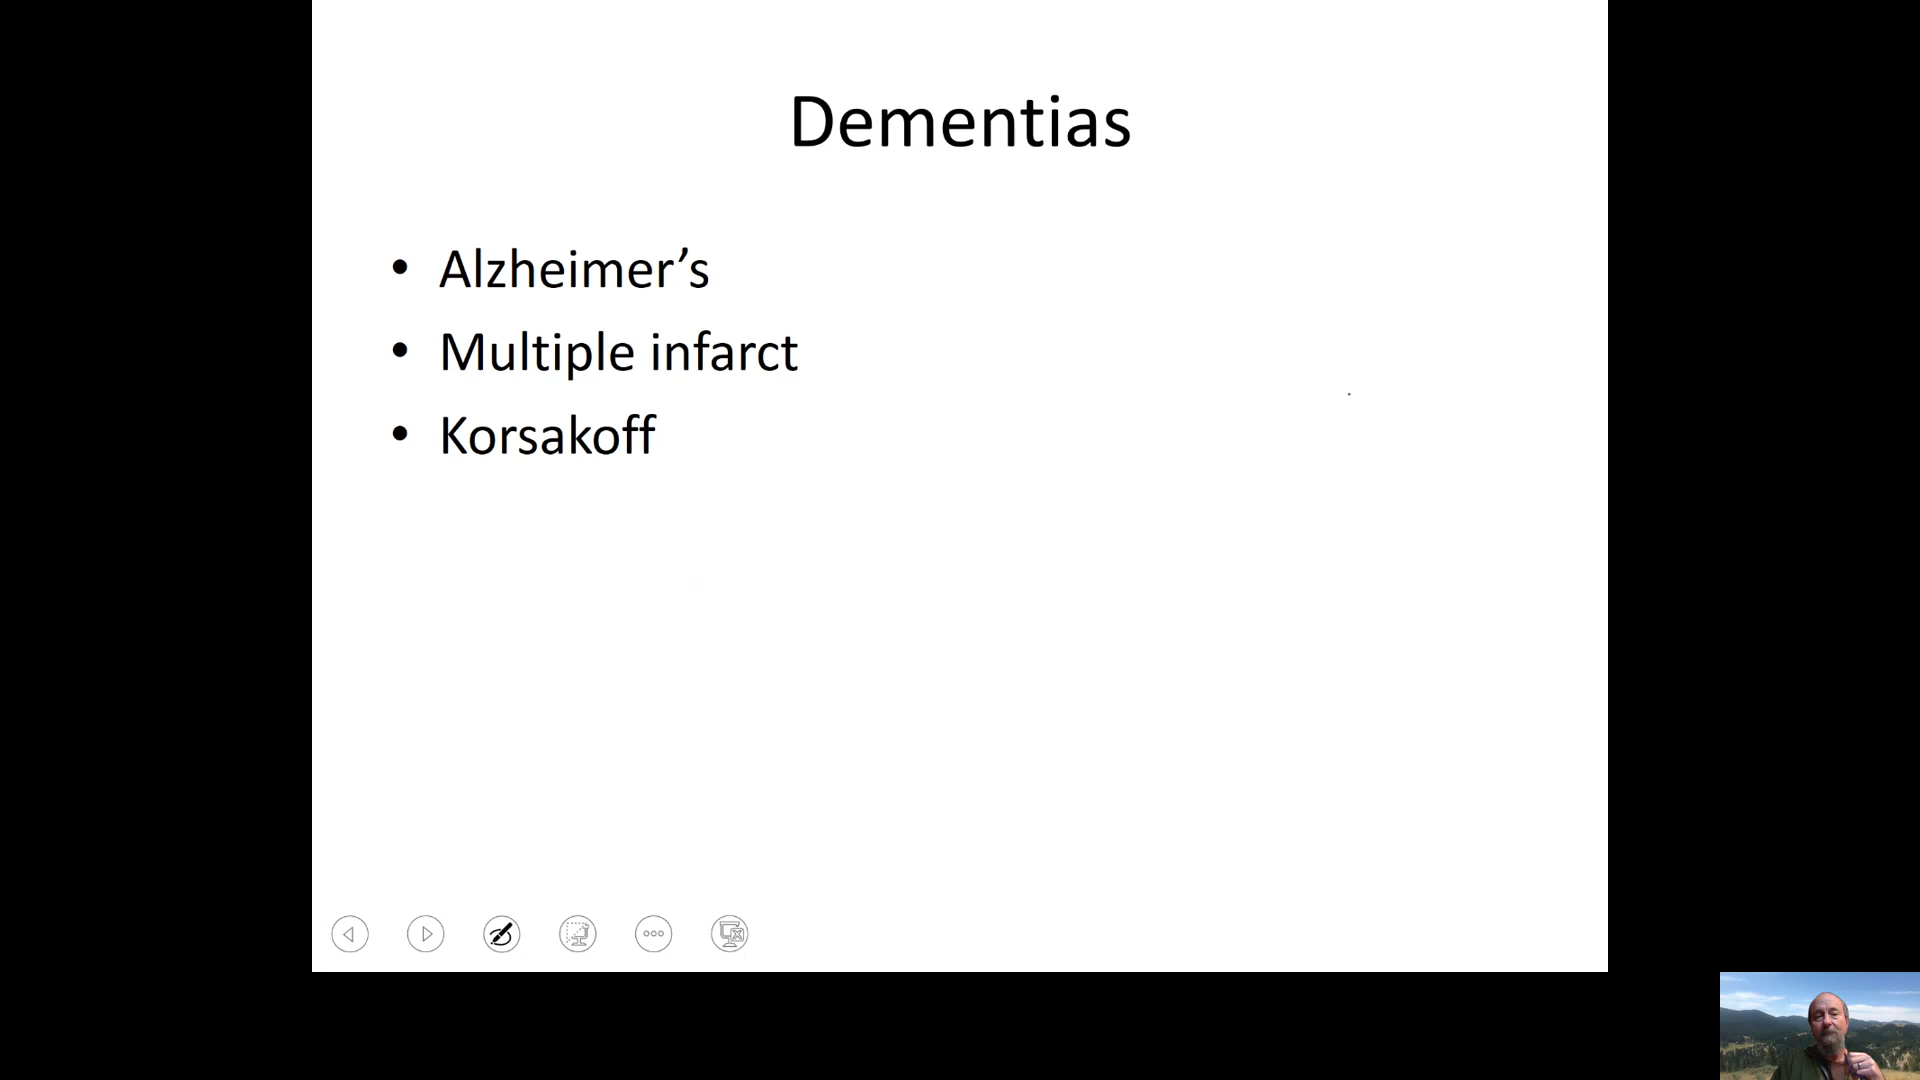 Dementias
• Alzheimer’s
• Multiple infarct
• Korsakoff